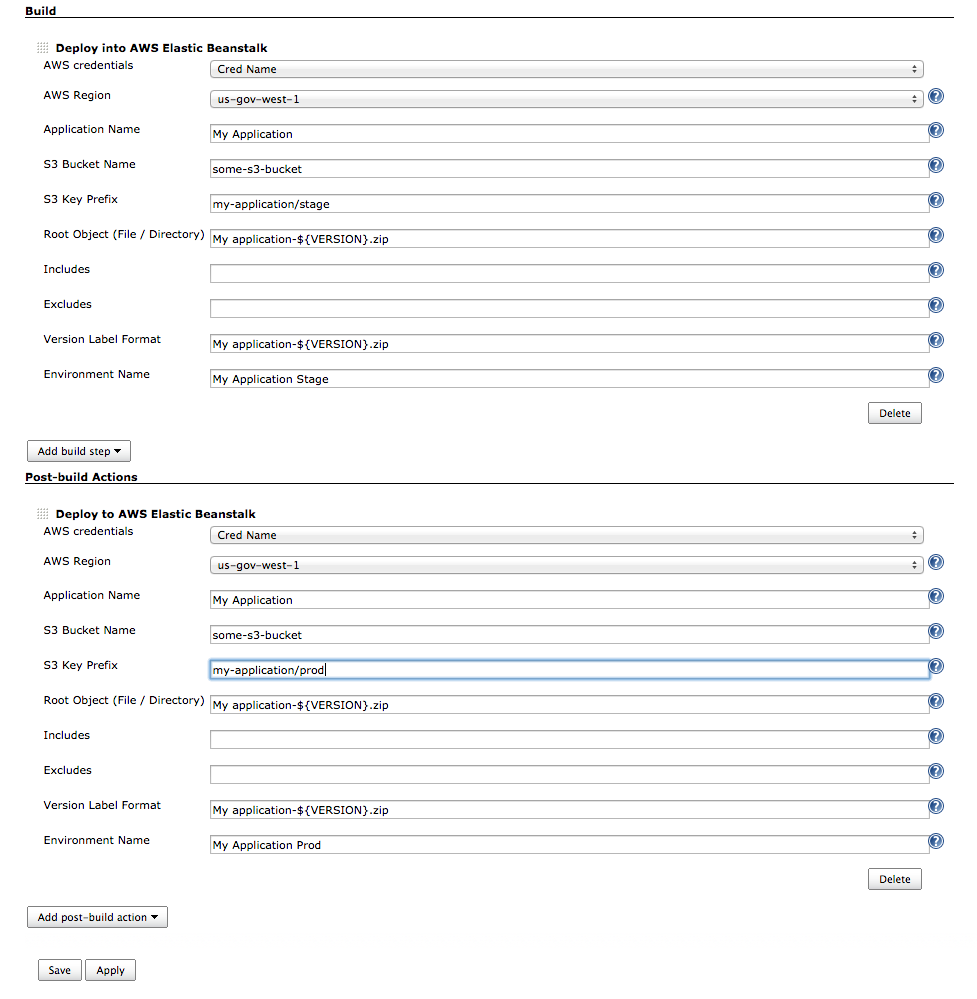 Build
Deploy into AWS Elastic Beanstalk
AWS credentials Cred Name
AWS Region us-gov-west-1 ?
Application Name My Application ?
S3 Bucket Name some-s3-bucket ?
S3 Key Prefix my-application/stage ?
Root Object (File / Directory) My application-${VERSION}.zip ?
Includes ?
Excludes ?
Version Label Format My application-${VERSION}.zip ?
Environment Name My Application Stage ?
Delete
Add build step
Post-build Actions
Deploy to AWS Elastic Beanstalk
AWS credentials Cred Name
AWS Region us-gov-west-1 ?
Application Name My Application ?
S3 Bucket Name some-s3-bucket ?
S3 Key Prefix my-application/prod ?
Root Object (File / Directory) My application-${VERSION}.zip ?
Includes ?
Excludes ?
Version Label Format My application-${VERSION}.zip ?
Environment Name My Application Prod ?
Delete
Add post-build action
Save Apply